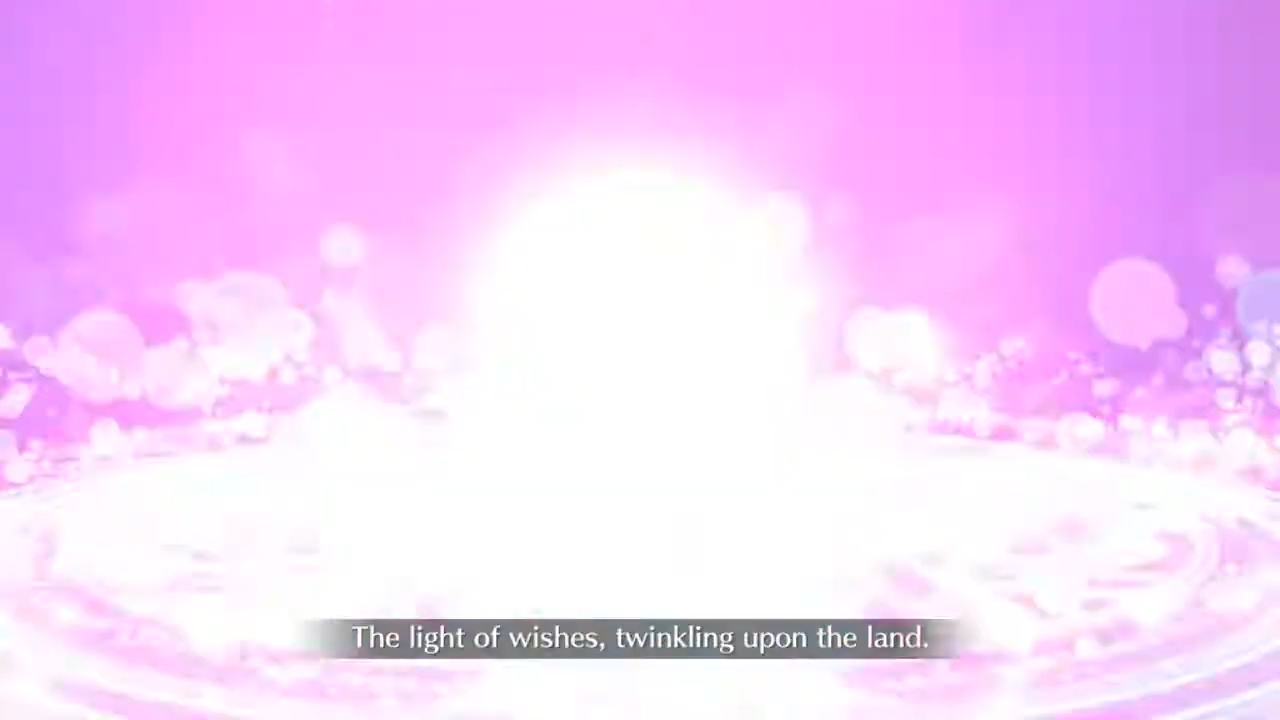 The light of wishes, twinkling upon the land.